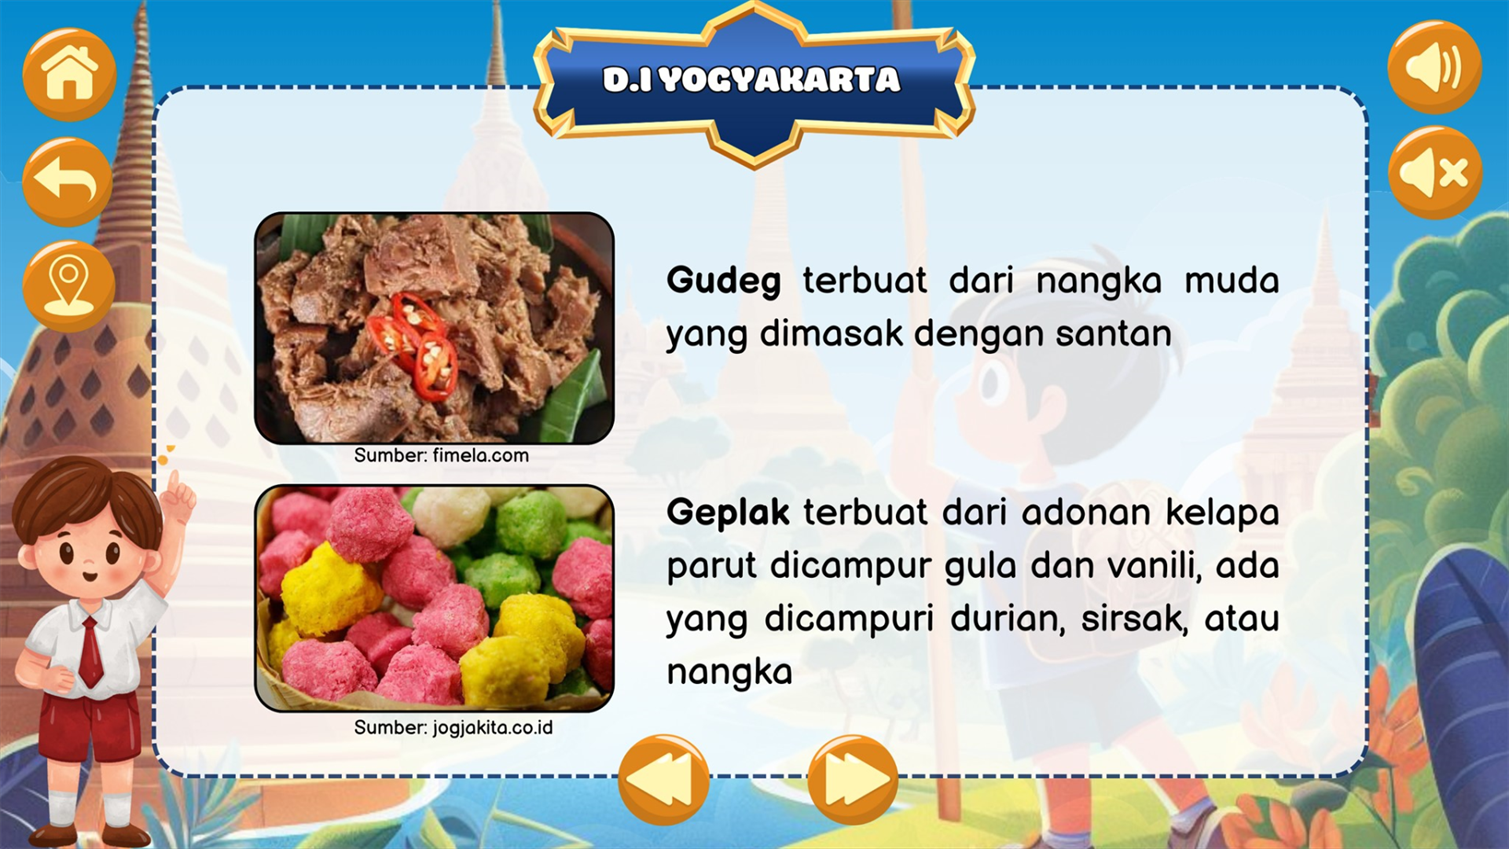 D.I YOGYAKARTA
Gudeg terbuat dari nangka muda
yang dimasak dengan santan
Sumber: fimela.com
Geplak terbuat dari adonan kelapa
parut dicampur gula dan vanili, ada
yang dicampuri durian, sirsak, atau
nangka
Sumber: jogjakita.co.id